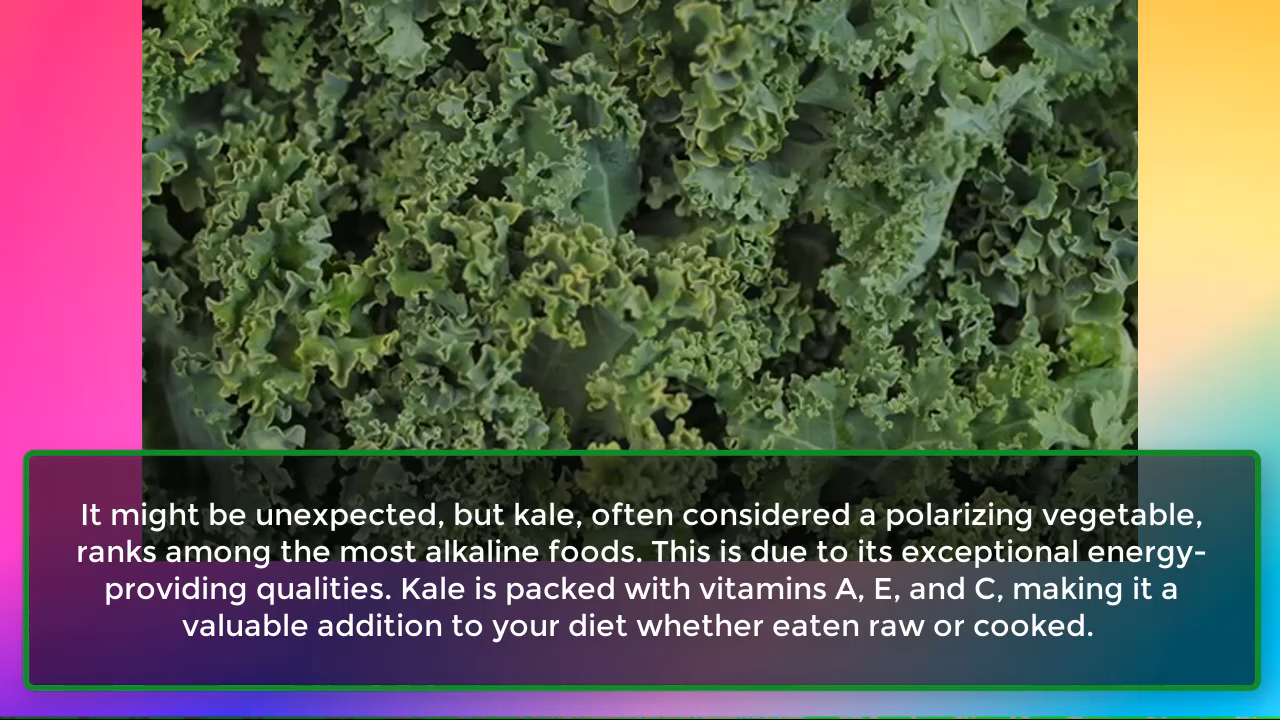 It might be unexpected, but kale, often considered a polarizing vegetable,
ranks among the most alkaline foods. This is due to its exceptional energy-
providing qualities. Kale is packed with vitamins A, E, and C, making it a
valuable addition to your diet whether eaten raw or cooked.